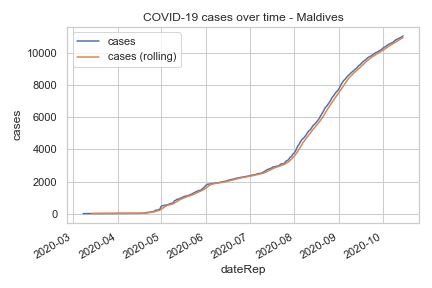 COVID-19 cases over time - Maldives
cases
cases (rolling)
10000
8000
6000
4000
2000
0
cases
2020-03
2020-04
2020-05
2020-06
2020-07
2020-08
2020-09
2020-10
dateRep